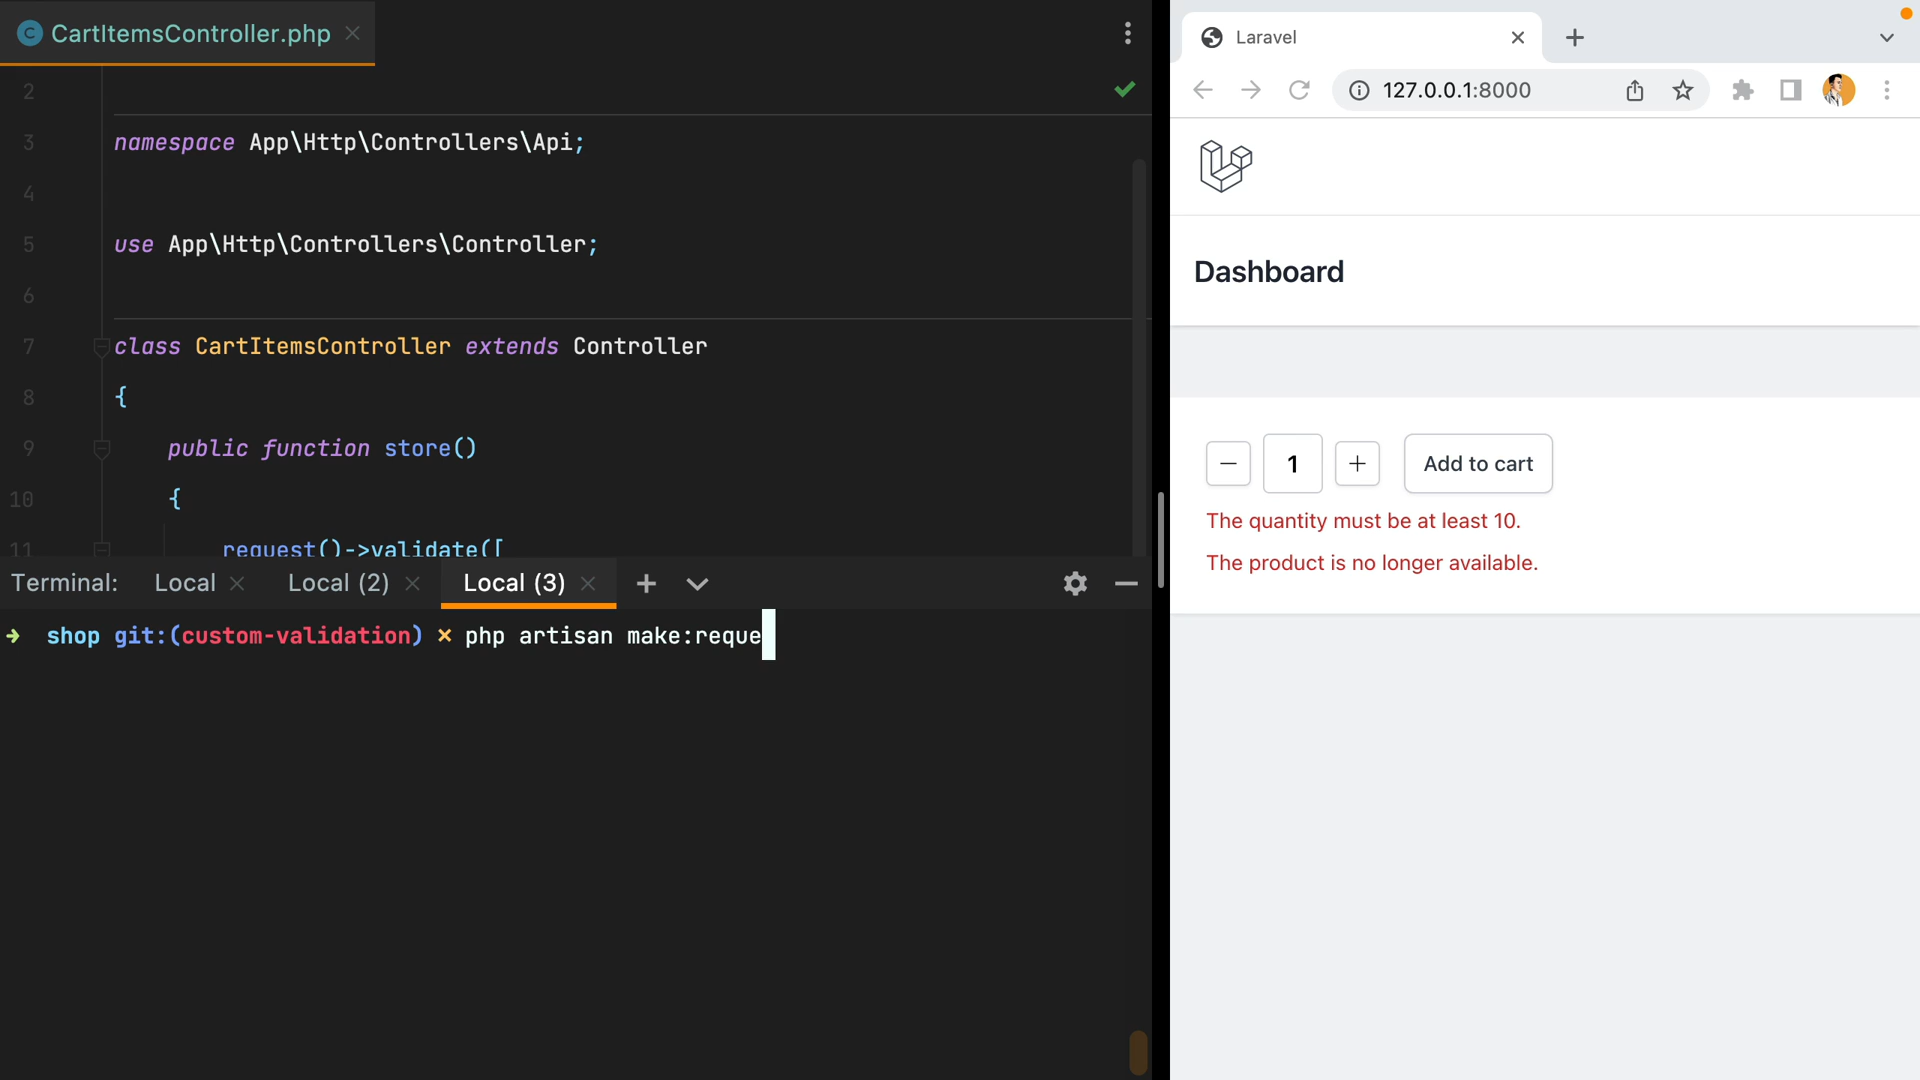 CartItemsController.php
2
3 namespace App\Http\Controllers\Api;
4
5 use App\Http\Controllers\Controller;
6
7 class CartItemsController extends Controller
8 {
9 public function store()
10 {
11 request()->validate([
Terminal: Local Local (2) Local (3)
shop git:(custom-validation) × php artisan make:reque
Laravel
127.0.0.1:8000
Dashboard
1 Add to cart
The quantity must be at least 10.
The product is no longer available.